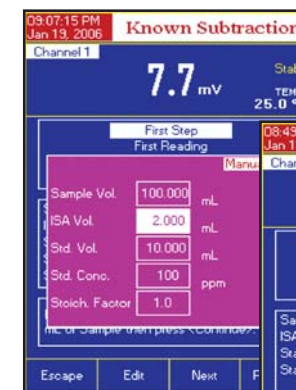 09:07:15 PM
Jan 19, 2006
Known Subtraction
Channel 1
7.7 mV
Stab
TEM
25.0 °
First Step
First Reading
Manu
Sample Vol. 100.000 mL
ISA Vol. 2.000 mL
Std. Vol. 10.000 mL
Std. Conc. 100 ppm
Stoich. Factor 1.0
mL of Sample then press <Continue>.
Escape Edit Next F
08:49
Jan 1
Chan
Sa
ISA
Sta
Sta